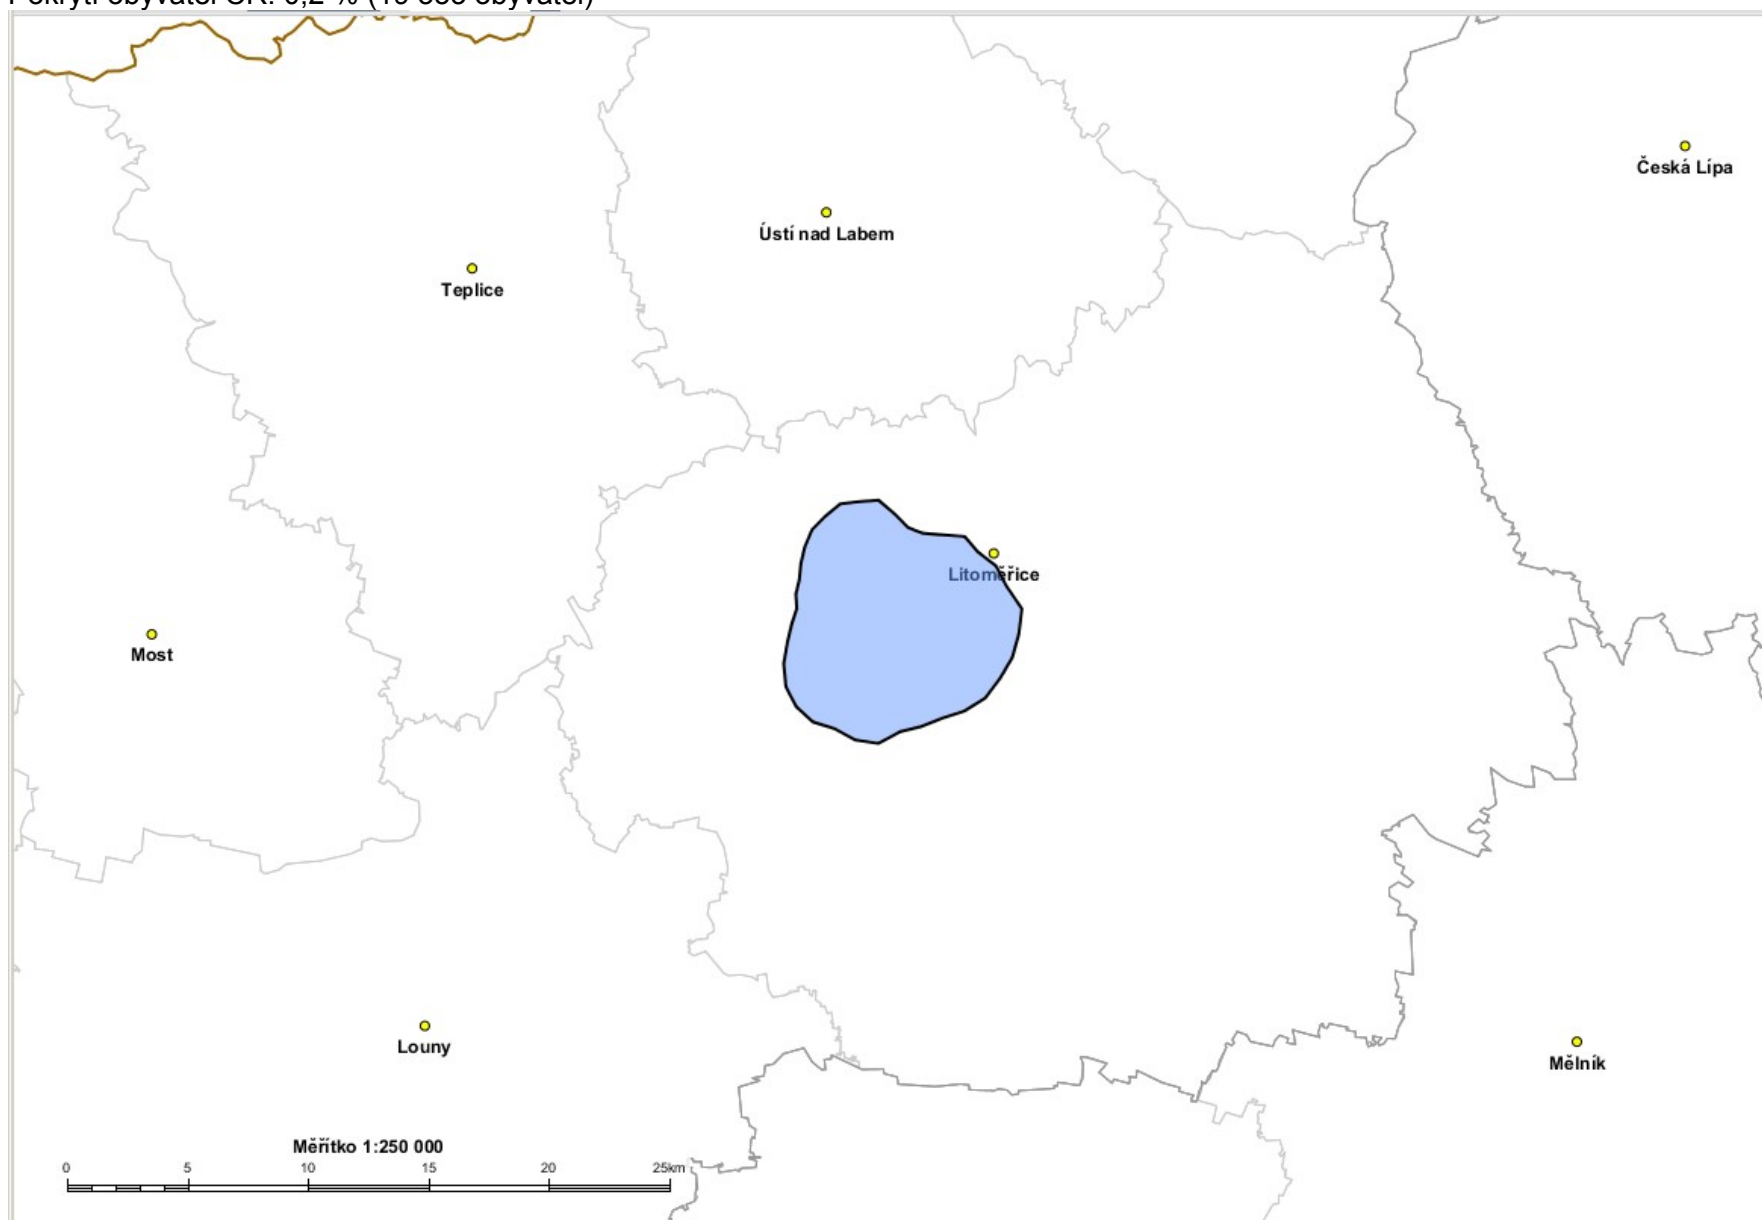 Česká Lípa
Ústí nad Labem
Teplice
Litoměřice
Most
Louny
Mělník
Měřítko 1:250 000
0 5 10 15 20 25km